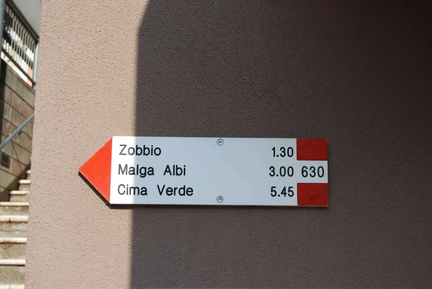 Zobbio 1.30
Malga Albi 3.00 630
Cima Verde 5.45